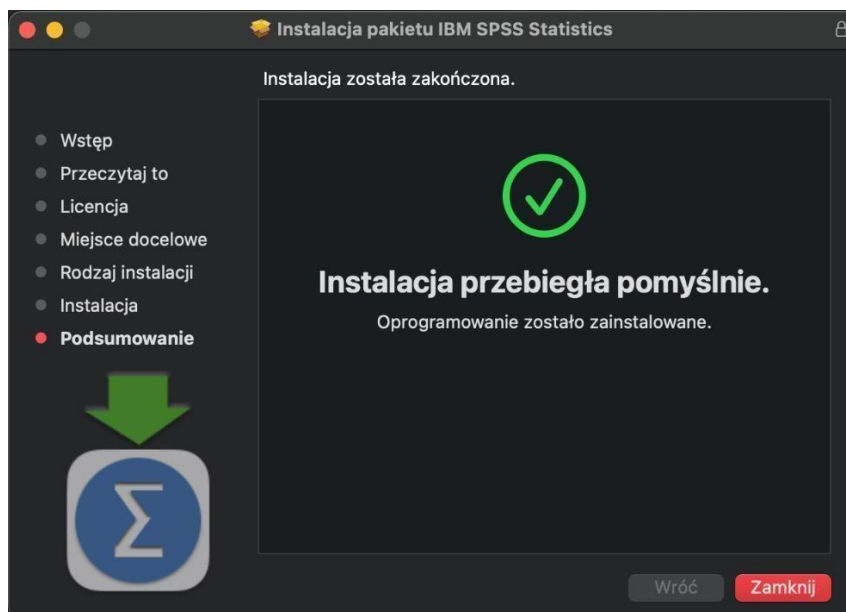 Instalacja pakietu IBM SPSS Statistics
Instalacja została zakończona.
Wstęp
Przeczytaj to
Licencja
Miejsce docelowe
Rodzaj instalacji
Instalacja
Podsumowanie
Σ
Instalacja przebiegła pomyślnie.
Oprogramowanie zostało zainstalowane.
Wróć
Zamknij